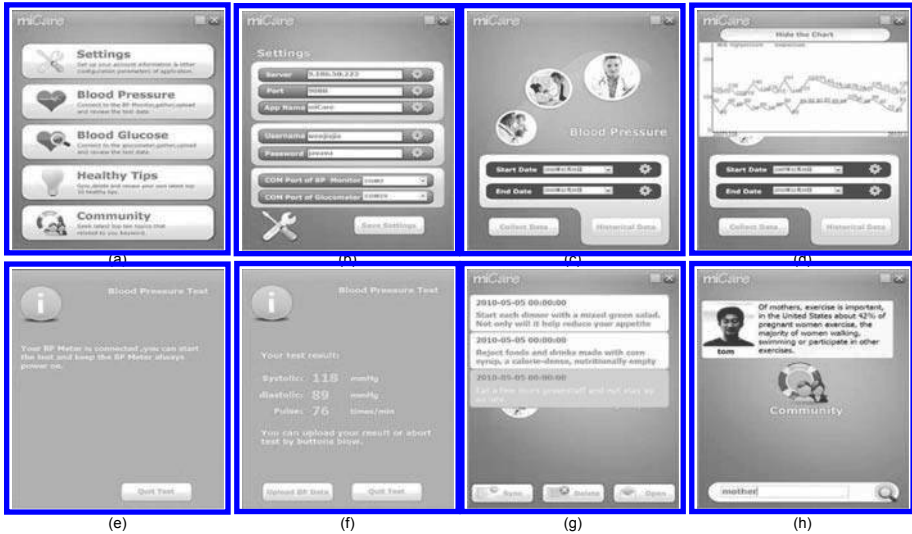 miCare
Settings
Set up your account information & other
configuration parameters of application.
Blood Pressure
Connect to the BP Monitor,gather,upload
and review the test data
Blood Glucose
Connect to the glucometer,gather,upload
and review the test data
Healthy Tips
Sync,delete and review your own latest top
10 healthy tips.
Community
Seek latest top ten topics that
related to you keyword.
(a)
miCare
Settings
Server
Port 9080
App Name miCare
Username
Password
COM Port of BP Monitor
COM Port of Glucometer
Save Settings
(b)
miCare
Blood Pressure
Start Date
End Date
Collect Data Historical Data
(c)
miCare
Hide the Chart
Start Date
End Date
Collect Data Historical Data
(d)
Blood Pressure Test
Your BP Meter is connected ,you can start
the test and keep the BP Meter always
power on.
Quit Test
(e)
Blood Pressure Test
Your test result:
Systolic: 118 mmHg
diastolic: 89 mmHg
Pulse: 76 times/min
You can upload your result or abort
test by buttons blow.
Upload BP Data Quit Test
(f)
miCare
2010-05-05 00:00:00
Start each dinner with a mixed green salad.
Not only will it help reduce your appetite
2010-05-05 00:00:00
Reject foods and drinks made with corn
syrup, a calorie-dense, nutritionally empty
2010-05-05 00:00:00
Eat a few more greenstuff and not stay up
so late.
Sync Delete Open
(g)
miCare
Of mothers, exercise is important,
in the United States about 42% of
pregnant women exercise, the
majority of women walking,
swimming or participate in other
exercises.
tom
Community
mother
(h)